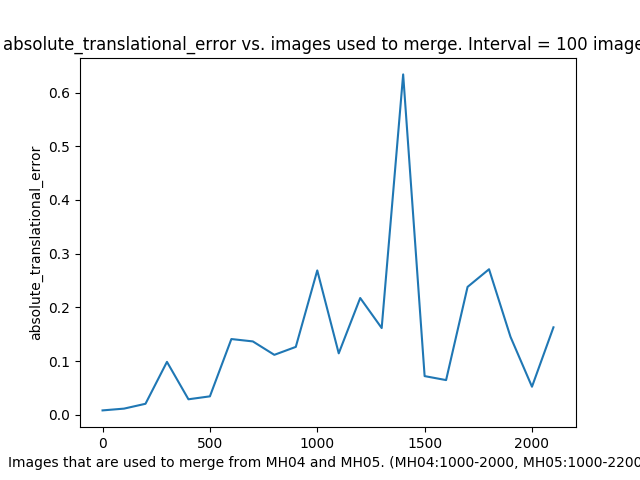 absolute_translational_error vs. images used to merge. Interval = 100 image
0.6
0.5
0.4
0.3
0.2
0.1
0.0
absolute_translational_error
0 500 1000 1500 2000
Images that are used to merge from MH04 and MH05. (MH04:1000-2000, MH05:1000-2200